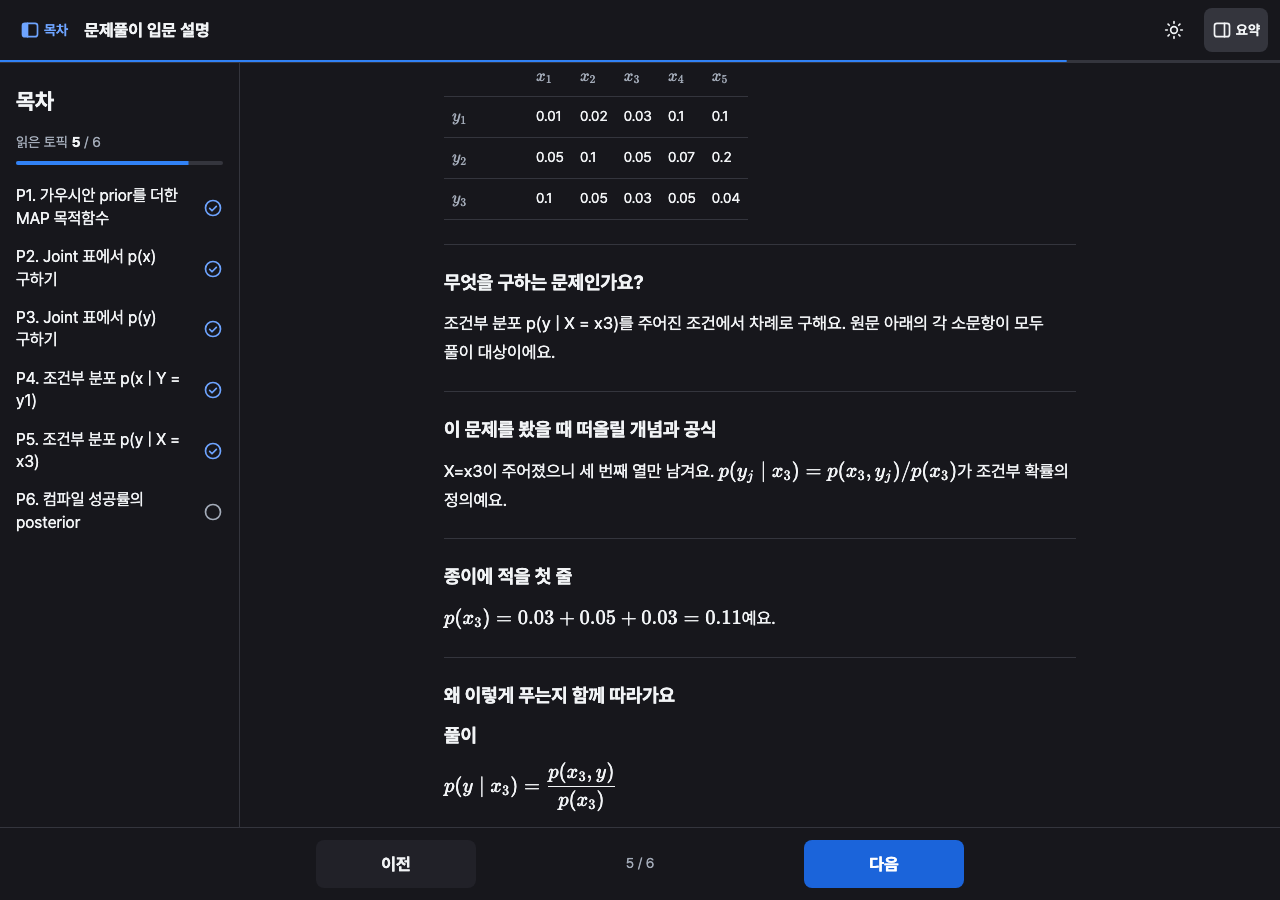 목차 문제풀이 입문 설명 요약
목차
읽은 토픽 5 / 6
P1. 가우시안 prior를 더한
MAP 목적함수
P2. Joint 표에서 p(x)
구하기
P3. Joint 표에서 p(y)
구하기
P4. 조건부 분포 p(x | Y =
y1)
P5. 조건부 분포 p(y | X =
x3)
P6. 컴파일 성공률의
posterior
x₁ x₂ x₃ x₄ x₅
y₁ 0.01 0.02 0.03 0.1 0.1
y₂ 0.05 0.1 0.05 0.07 0.2
y₃ 0.1 0.05 0.03 0.05 0.04
무엇을 구하는 문제인가요?
조건부 분포 p(y | X = x3)를 주어진 조건에서 차례로 구해요. 원문 아래의 각 소문항이 모두
풀이 대상이에요.
이 문제를 봤을 때 떠올릴 개념과 공식
X=x3이 주어졌으니 세 번째 열만 남겨요. p(yⱼ | x₃) = p(x₃, yⱼ)/p(x₃)가 조건부 확률의
정의예요.
종이에 적을 첫 줄
p(x₃) = 0.03 + 0.05 + 0.03 = 0.11예요.
왜 이렇게 푸는지 함께 따라가요
풀이
p(y | x₃) = p(x₃, y) / p(x₃)
이전 5 / 6 다음